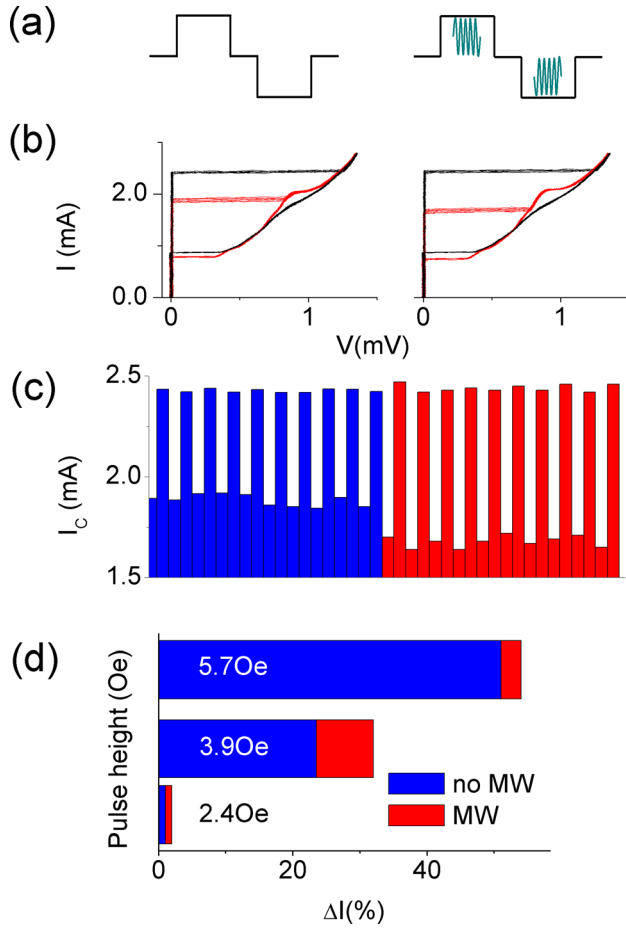 (a)
(b)
I (mA)
2.0
0.0
0
1
0
1
V(mV)
(c)
I_C (mA)
2.5
2.0
1.5
(d)
Pulse height (Oe)
5.7Oe
3.9Oe
2.4Oe
no MW
MW
0
20
40
ΔI(%)